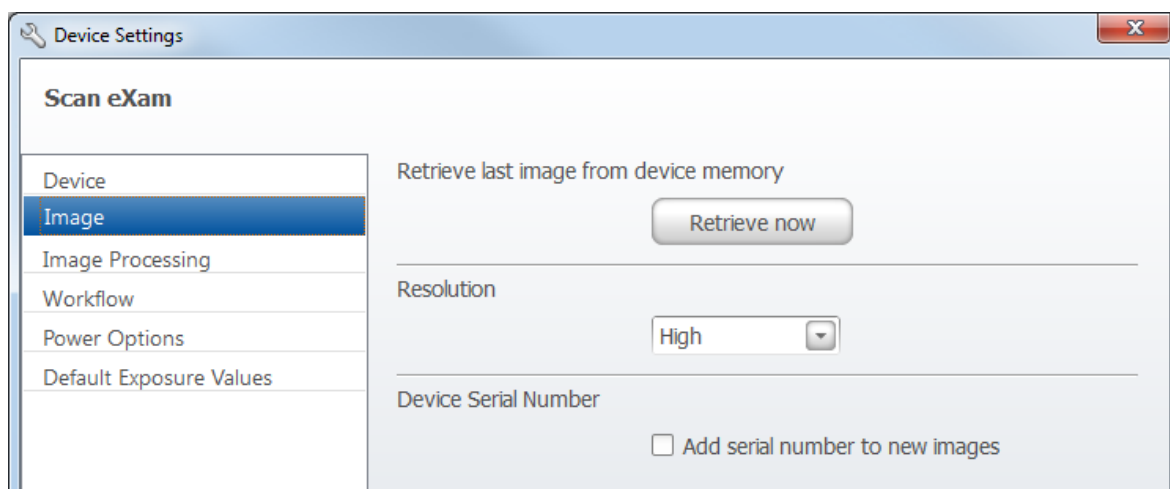 Device Settings
X
Scan eXam
Device
Image
Image Processing
Workflow
Power Options
Default Exposure Values
Retrieve last image from device memory
Retrieve now
Resolution
High
Device Serial Number
Add serial number to new images